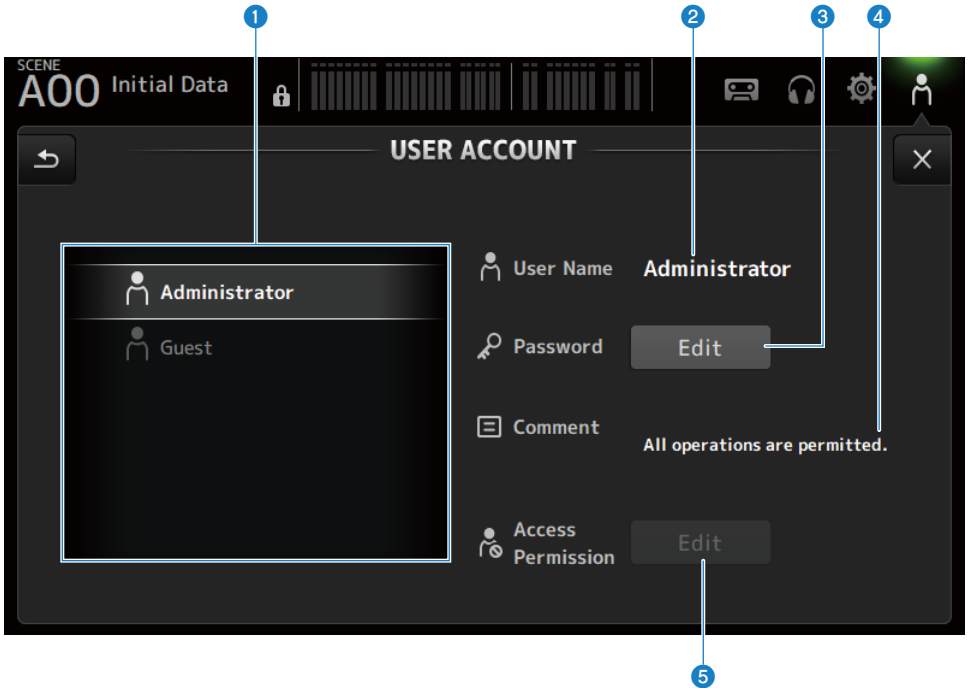 1 2 3 4
SCENE
A00 Initial Data
USER ACCOUNT
User Name Administrator
Administrator
Guest
Password Edit
Comment
All operations are permitted.
Access
Permission
Edit
5